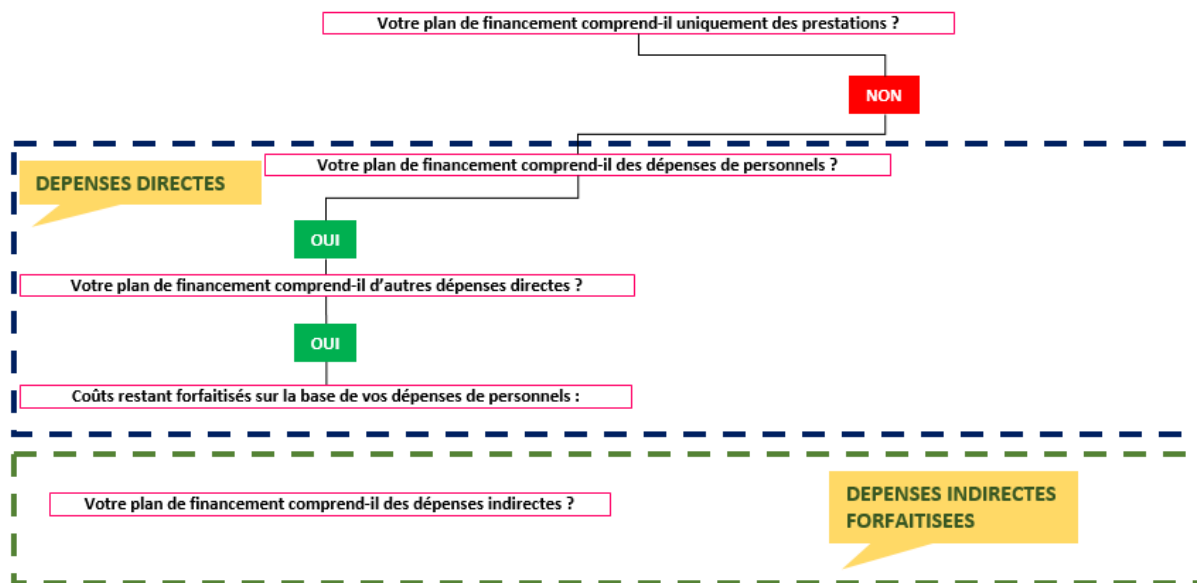 Votre plan de financement comprend-il uniquement des prestations ?
NON
Votre plan de financement comprend-il des dépenses de personnels ?
DEPENSES DIRECTES
OUI
Votre plan de financement comprend-il d'autres dépenses directes ?
OUI
Coûts restant forfaitisés sur la base de vos dépenses de personnels :
Votre plan de financement comprend-il des dépenses indirectes ?
DEPENSES INDIRECTES
FORFAITISEES